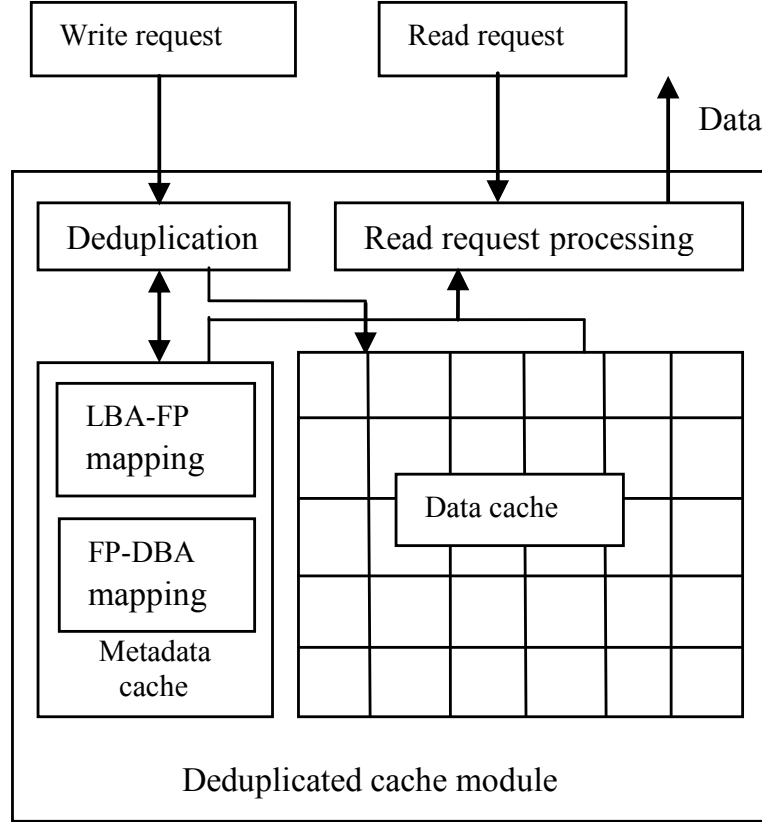 Write request
Read request
Data
Deduplication
Read request processing
LBA-FP
mapping
FP-DBA
mapping
Metadata
cache
Data cache
Deduplicated cache module